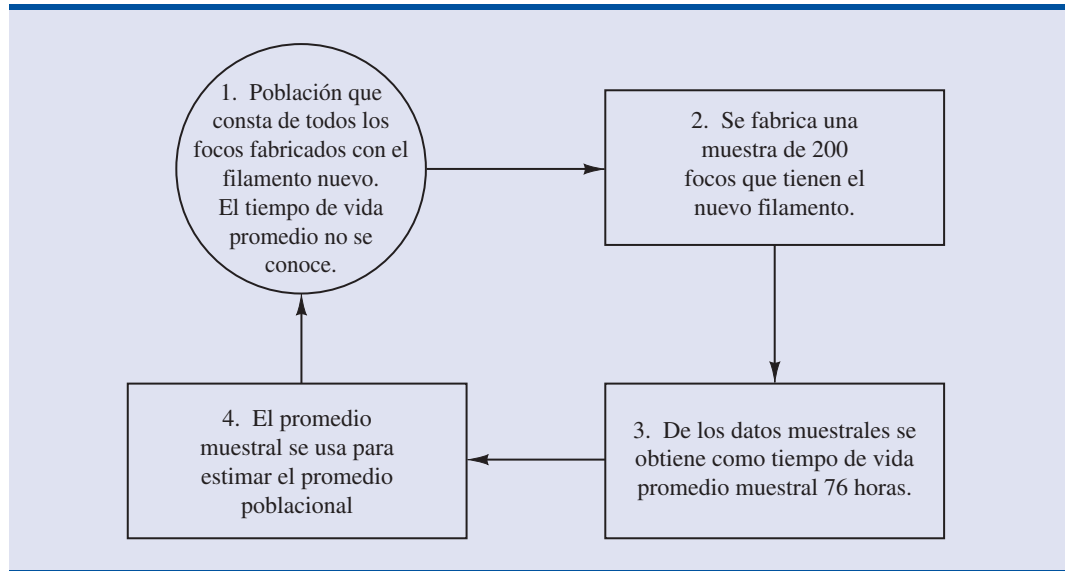 1. Población que
consta de todos los
focos fabricados con el
filamento nuevo.
El tiempo de vida
promedio no se
conoce.
2. Se fabrica una
muestra de 200
focos que tienen el
nuevo filamento.
3. De los datos muestrales se
obtiene como tiempo de vida
promedio muestral 76 horas.
4. El promedio
muestral se usa para
estimar el promedio
poblacional